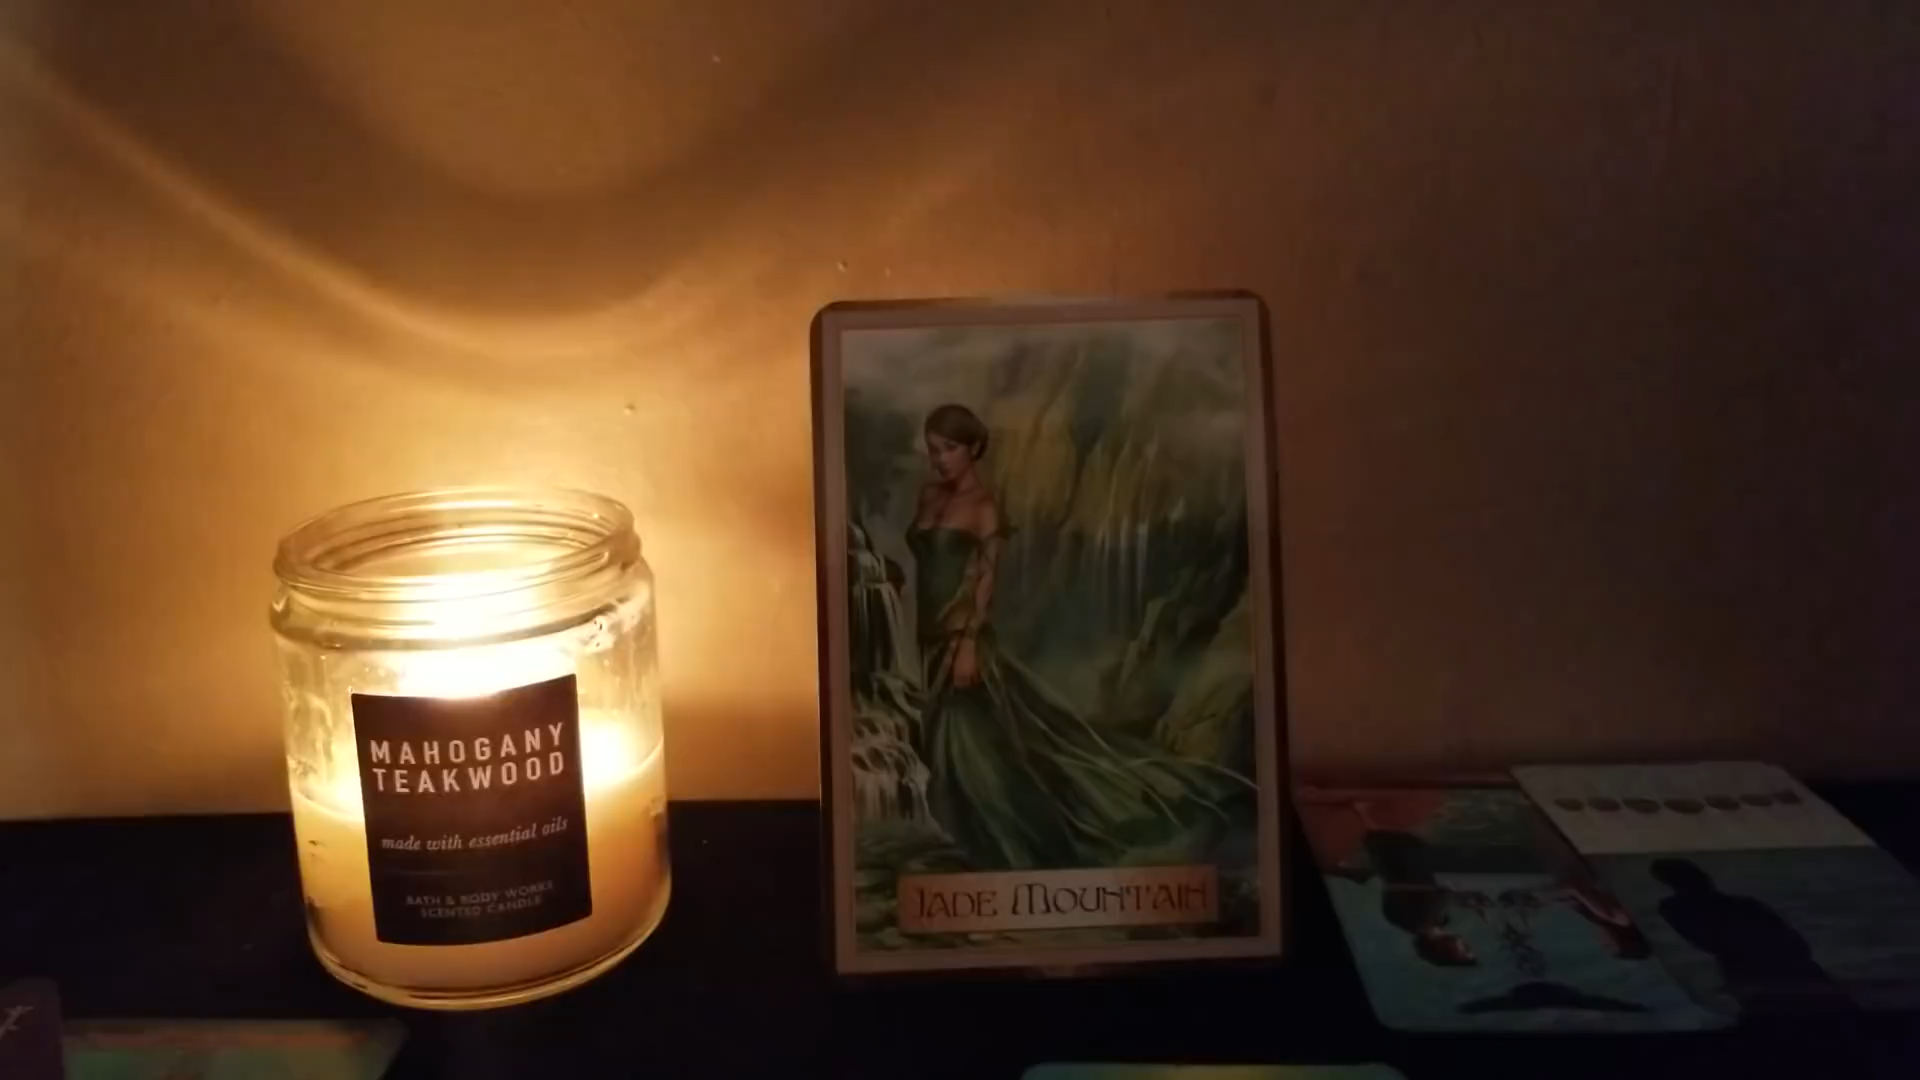 MAHOGANY
TEAKWOOD
made with essential oils
BATH & BODY WORKS
SCENTED CANDLE
JADE MOUNTAIN